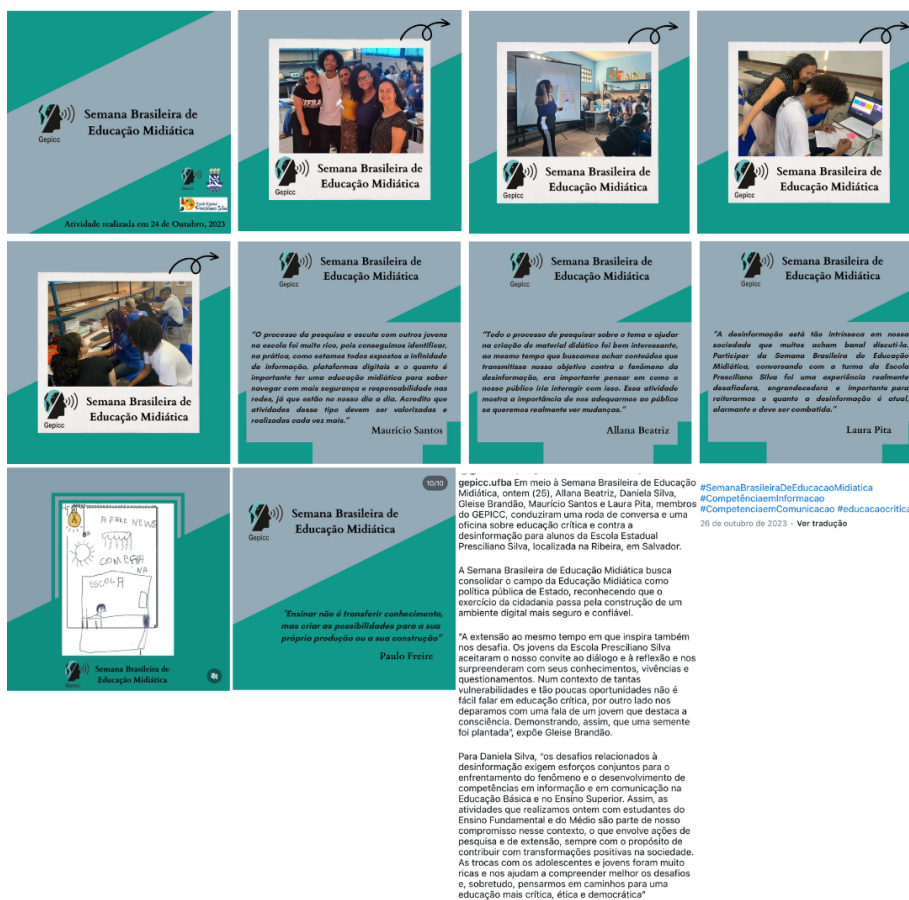 Gepicc
Semana Brasileira de
Educação Midiática
Gepicc
Escola Estadual
Presciliano Silva
Atividade realizada em 24 de Outubro, 2023
UFBA
Gepicc
Semana Brasileira de
Educação Midiática
Gepicc
Semana Brasileira de
Educação Midiática
Gepicc
Semana Brasileira de
Educação Midiática
Gepicc
Semana Brasileira de
Educação Midiática
Gepicc
Semana Brasileira de
Educação Midiática
"O processo de pesquisa e escuta com outros jovens
na escola foi muito rico, pois conseguimos identificar,
na prática, como estamos todos expostos a infinidade
de informação, plataformas digitais e o quanto é
importante ter uma educação midiática para saber
navegar com mais segurança e responsabilidade nas
redes, já que estão no nosso dia a dia. Acredito que
atividades desse tipo devem ser valorizadas e
realizadas cada vez mais."
Maurício Santos
Gepicc
Semana Brasileira de
Educação Midiática
"Todo o processo de pesquisar sobre o tema e ajudar
na criação do material didático foi bem interessante,
ao mesmo tempo que buscamos achar conteúdos que
transmitisse nosso objetivo contra o fenômeno da
desinformação, era importante pensar em como o
nosso público iria interagir com isso. Essa atividade
mostra a importância de nos adequarmos ao público
se queremos realmente ver mudanças."
Allana Beatriz
Gepicc
Semana Brasileira de
Educação Midiática
"A desinformação está tão intrínseca em nossa
sociedade que muitos acham banal discuti-la.
Participar da Semana Brasileira de Educação
Midiática, conversando com a turma da Escola
Presciliano Silva foi uma experiência realmente
desafiadora, engrandecedora e importante para
reiterarmos o quanto a desinformação é atual,
alarmante e deve ser combatida."
Laura Pita
A FAKE NEWS
COMEÇA
NA
ESCOLA
Gepicc
Semana Brasileira de
Educação Midiática
10/10
Gepicc
Semana Brasileira de
Educação Midiática
"Ensinar não é transferir conhecimento,
mas criar as possibilidades para a sua
própria produção ou a sua construção"
Paulo Freire
gepicc.ufba Em meio à Semana Brasileira de Educação
Midiática, ontem (25), Allana Beatriz, Daniela Silva,
Gleise Brandão, Maurício Santos e Laura Pita, membros
do GEPICC, conduziram uma roda de conversa e uma
oficina sobre educação crítica e contra a
desinformação para alunos da Escola Estadual
Presciliano Silva, localizada na Ribeira, em Salvador.
A Semana Brasileira de Educação Midiática busca
consolidar o campo da Educação Midiática como
política pública de Estado, reconhecendo que o
exercício da cidadania passa pela construção de um
ambiente digital mais seguro e confiável.
"A extensão ao mesmo tempo em que inspira também
nos desafia. Os jovens da Escola Presciliano Silva
aceitaram o nosso convite ao diálogo e à reflexão e nos
surpreenderam com seus conhecimentos, vivências e
questionamentos. Num contexto de tantas
vulnerabilidades e tão poucas oportunidades não é
fácil falar em educação crítica, por outro lado nos
deparamos com uma fala de um jovem que destaca a
consciência. Demonstrando, assim, que uma semente
foi plantada", expõe Gleise Brandão.
Para Daniela Silva, "os desafios relacionados à
desinformação exigem esforços conjuntos para o
enfrentamento do fenômeno e o desenvolvimento de
competências em informação e em comunicação na
Educação Básica e no Ensino Superior. Assim, as
atividades que realizamos ontem com estudantes do
Ensino Fundamental e do Médio são parte de nosso
compromisso nesse contexto, o que envolve ações de
pesquisa e de extensão, sempre com o propósito de
contribuir com transformações positivas na sociedade.
As trocas com os adolescentes e jovens foram muito
ricas e nos ajudam a compreender melhor os desafios
e, sobretudo, pensarmos em caminhos para uma
educação mais crítica, ética e democrática"
#SemanaBrasileiraDeEducacaoMidiatica
#CompetênciaemInformacao
#CompetenciaemComunicacao #educacaocritica
26 de outubro de 2023 · Ver tradução